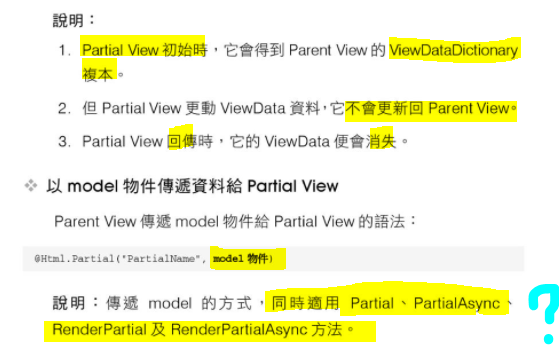 說明：
1. Partial View 初始時，它會得到 Parent View 的 ViewDataDictionary
複本。
2. 但 Partial View 更動 ViewData 資料，它不會更新回 Parent View。
3. Partial View 回傳時，它的 ViewData 便會消失。
❖ 以 model 物件傳遞資料給 Partial View
Parent View 傳遞 model 物件給 Partial View 的語法：
@Html.Partial("PartialName", model 物件)
說明：傳遞 model 的方式，同時適用 Partial、PartialAsync、
RenderPartial 及 RenderPartialAsync 方法。
?